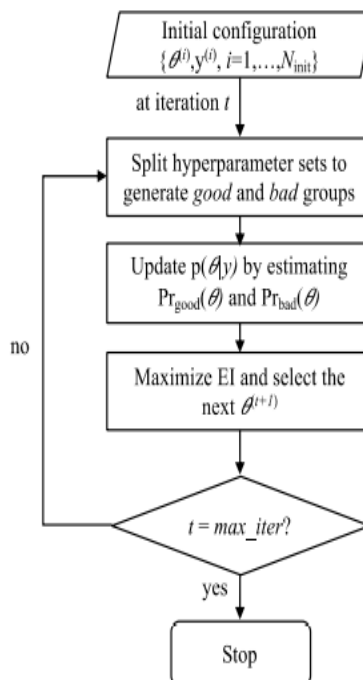 Initial configuration
{θ⁽ⁱ⁾,y⁽ⁱ⁾, i=1,…,N_init}
at iteration t
Split hyperparameter sets to
generate good and bad groups
Update p(θ|y) by estimating
Pr_good(θ) and Pr_bad(θ)
no
Maximize EI and select the
next θ⁽ᵗ⁺¹⁾
t = max_iter?
yes
Stop